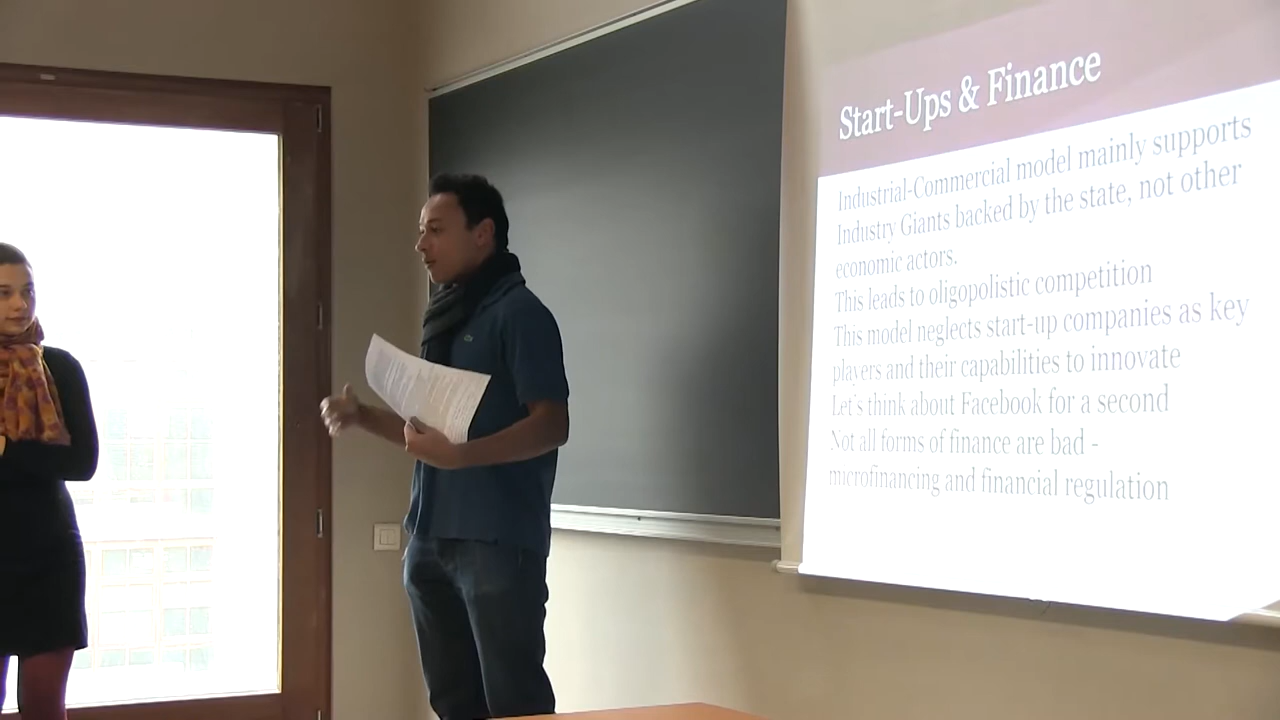 Start-Ups & Finance
Industrial-Commercial model mainly supports
Industry Giants backed by the state, not other
economic actors.
This leads to oligopolistic competition
This model neglects start-up companies as key
players and their capabilities to innovate
Let's think about Facebook for a second
Not all forms of finance are bad -
microfinancing and financial regulation